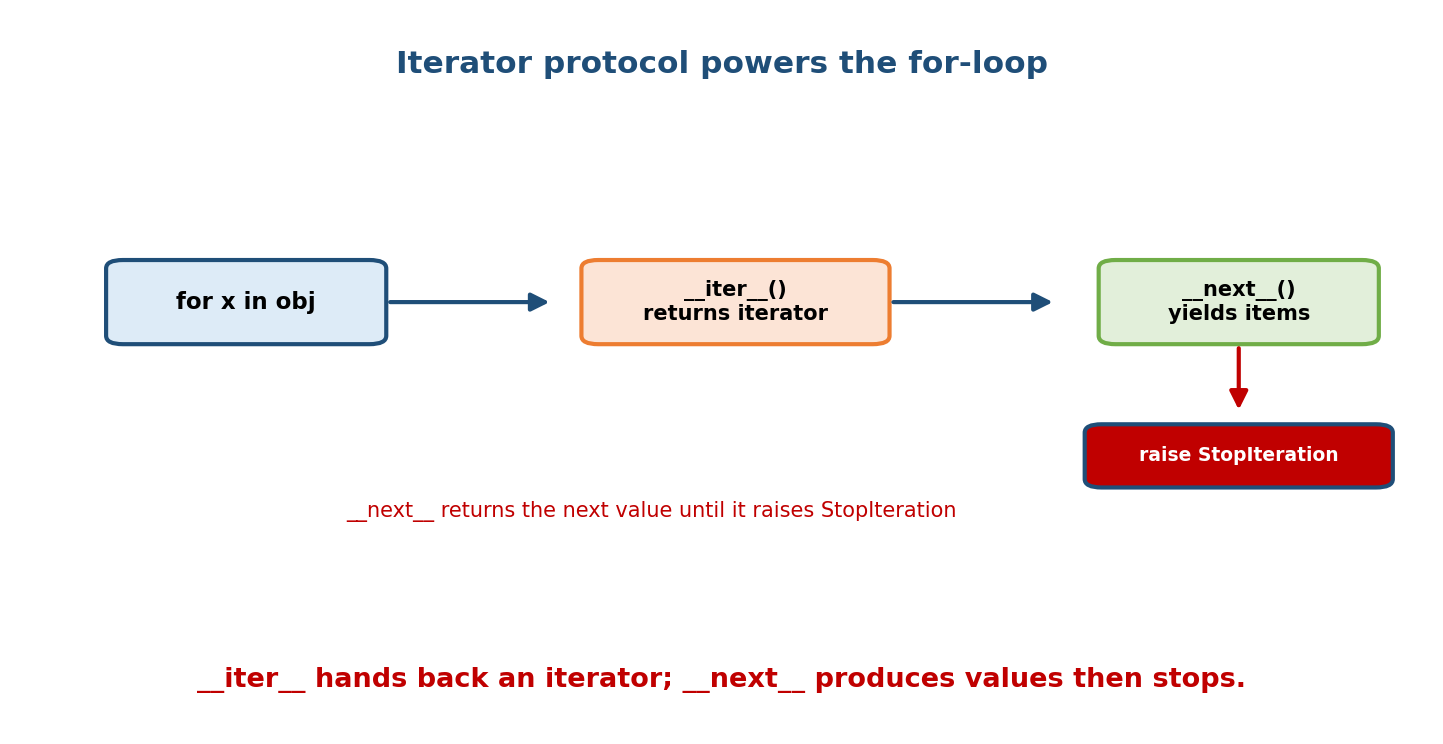 Iterator protocol powers the for-loop
for x in obj
__iter__()
returns iterator
__next__()
yields items
raise StopIteration
__next__ returns the next value until it raises StopIteration
__iter__ hands back an iterator; __next__ produces values then stops.